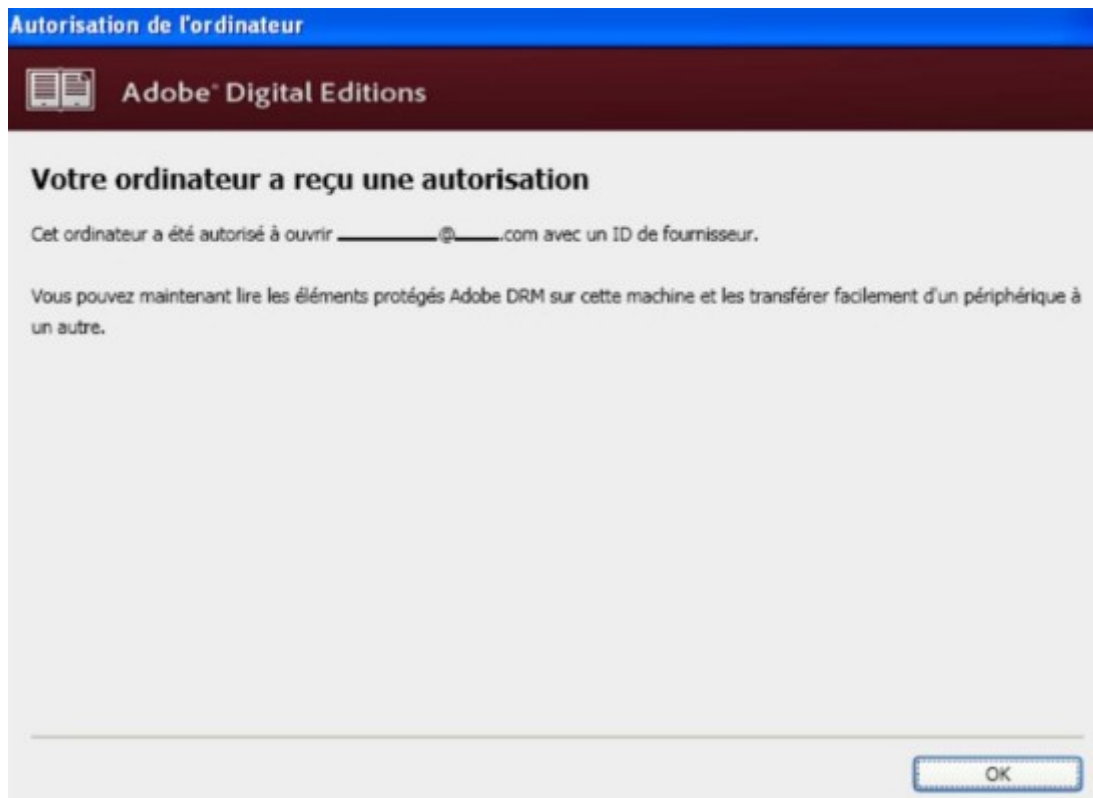 Autorisation de l'ordinateur
Adobe® Digital Editions
Votre ordinateur a reçu une autorisation
Cet ordinateur a été autorisé à ouvrir @ .com avec un ID de fournisseur.
Vous pouvez maintenant lire les éléments protégés Adobe DRM sur cette machine et les transférer facilement d'un périphérique à
un autre.
OK